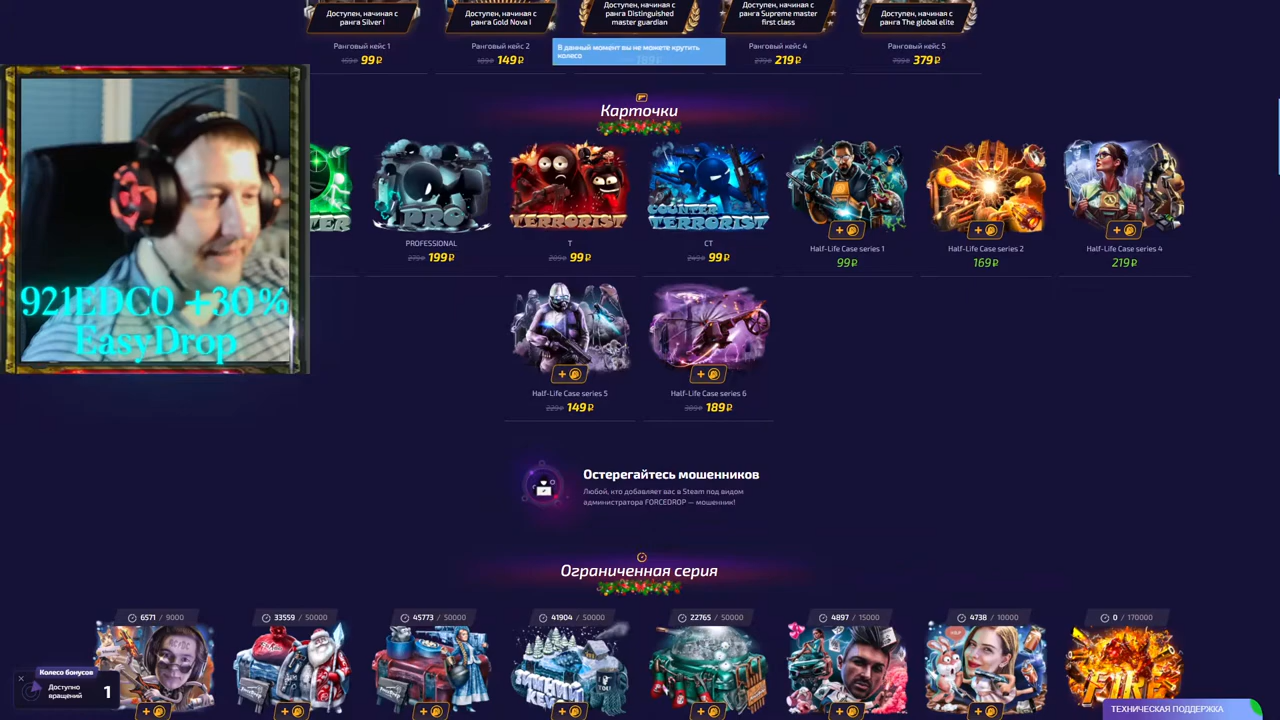 Доступен, начиная с
ранга Silver I
Доступен, начиная с
ранга Gold Nova I
Доступен, начиная с
ранга Distinguished
master guardian
Доступен, начиная с
ранга Supreme master
first class
Доступен, начиная с
ранга The global elite
Ранговый кейс 1
Ранговый кейс 2
В данный момент вы не можете крутить
колесо
Ранговый кейс 4
Ранговый кейс 5
99₽
149₽
219₽
379₽
Карточки
PRO
TERRORIST
COUNTER
TERRORIST
PROFESSIONAL
T
CT
Half-Life Case series 1
Half-Life Case series 2
Half-Life Case series 4
199₽
99₽
99₽
99₽
169₽
219₽
921EDCO +30%
EasyDrop
Half-Life Case series 5
Half-Life Case series 6
149₽
189₽
Остерегайтесь мошенников
Любой, кто добавляет вас в Steam под видом
администратора FORCEDROP — мошенник!
Ограниченная серия
6571 / 9000
33559 / 50000
45773 / 50000
41904 / 50000
22765 / 50000
4897 / 15000
4738 / 10000
0 / 170000
FIRE
Колесо бонусов
Доступно
вращений
1
ТЕХНИЧЕСКАЯ ПОДДЕРЖКА